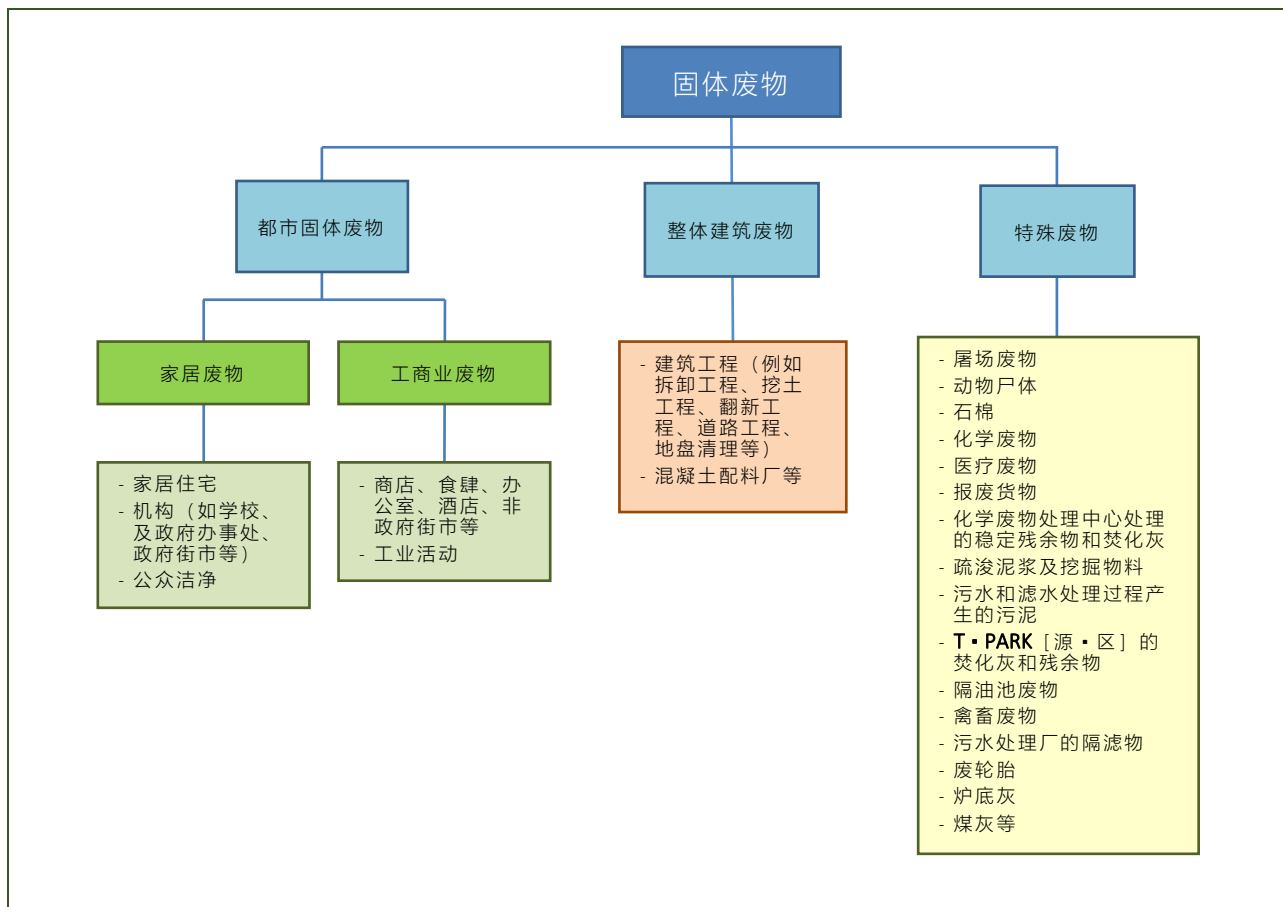 固体废物
都市固体废物
整体建筑废物
特殊废物
家居废物
工商业废物
- 家居住宅
- 机构（如学校、
及政府办事处、
政府街市等）
- 公众洁净
- 商店、食肆、办
公室、酒店、非
政府街市等
- 工业活动
- 建筑工程（例如
拆卸工程、挖土
工程、翻新工
程、道路工程、
地盘清理等）
- 混凝土配料厂等
- 屠场废物
- 动物尸体
- 石棉
- 化学废物
- 医疗废物
- 报废货物
- 化学废物处理中心处理
的稳定残余物和焚化灰
- 疏浚泥浆及挖掘物料
- 污水和滤水处理过程产
生的污泥
- T▪PARK［源▪区］的
焚化灰和残余物
- 隔油池废物
- 禽畜废物
- 污水处理厂的隔滤物
- 废轮胎
- 炉底灰
- 煤灰等